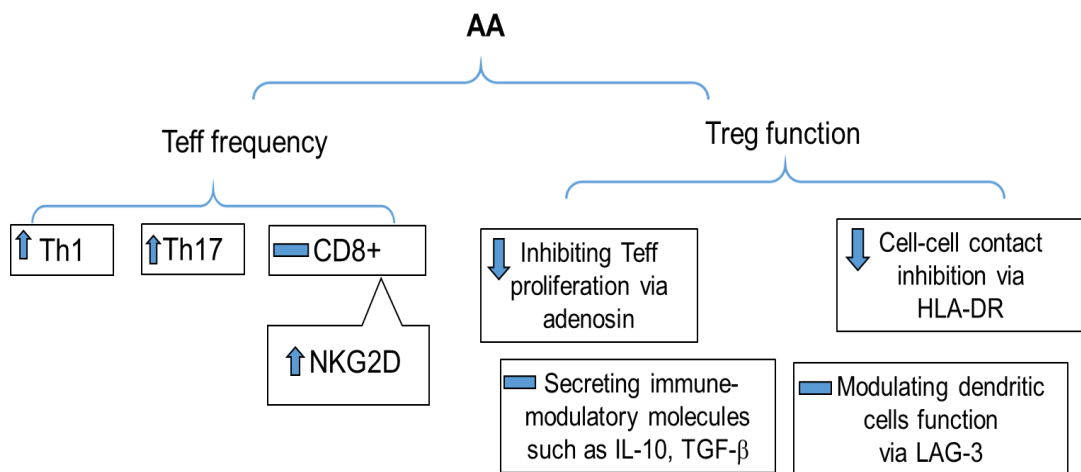 AA
Teff frequency
Treg function
Th1
Th17
CD8+
NKG2D
Inhibiting Teff
proliferation via
adenosin
Cell-cell contact
inhibition via
HLA-DR
Secreting immune-
modulatory molecules
such as IL-10, TGF-β
Modulating dendritic
cells function
via LAG-3